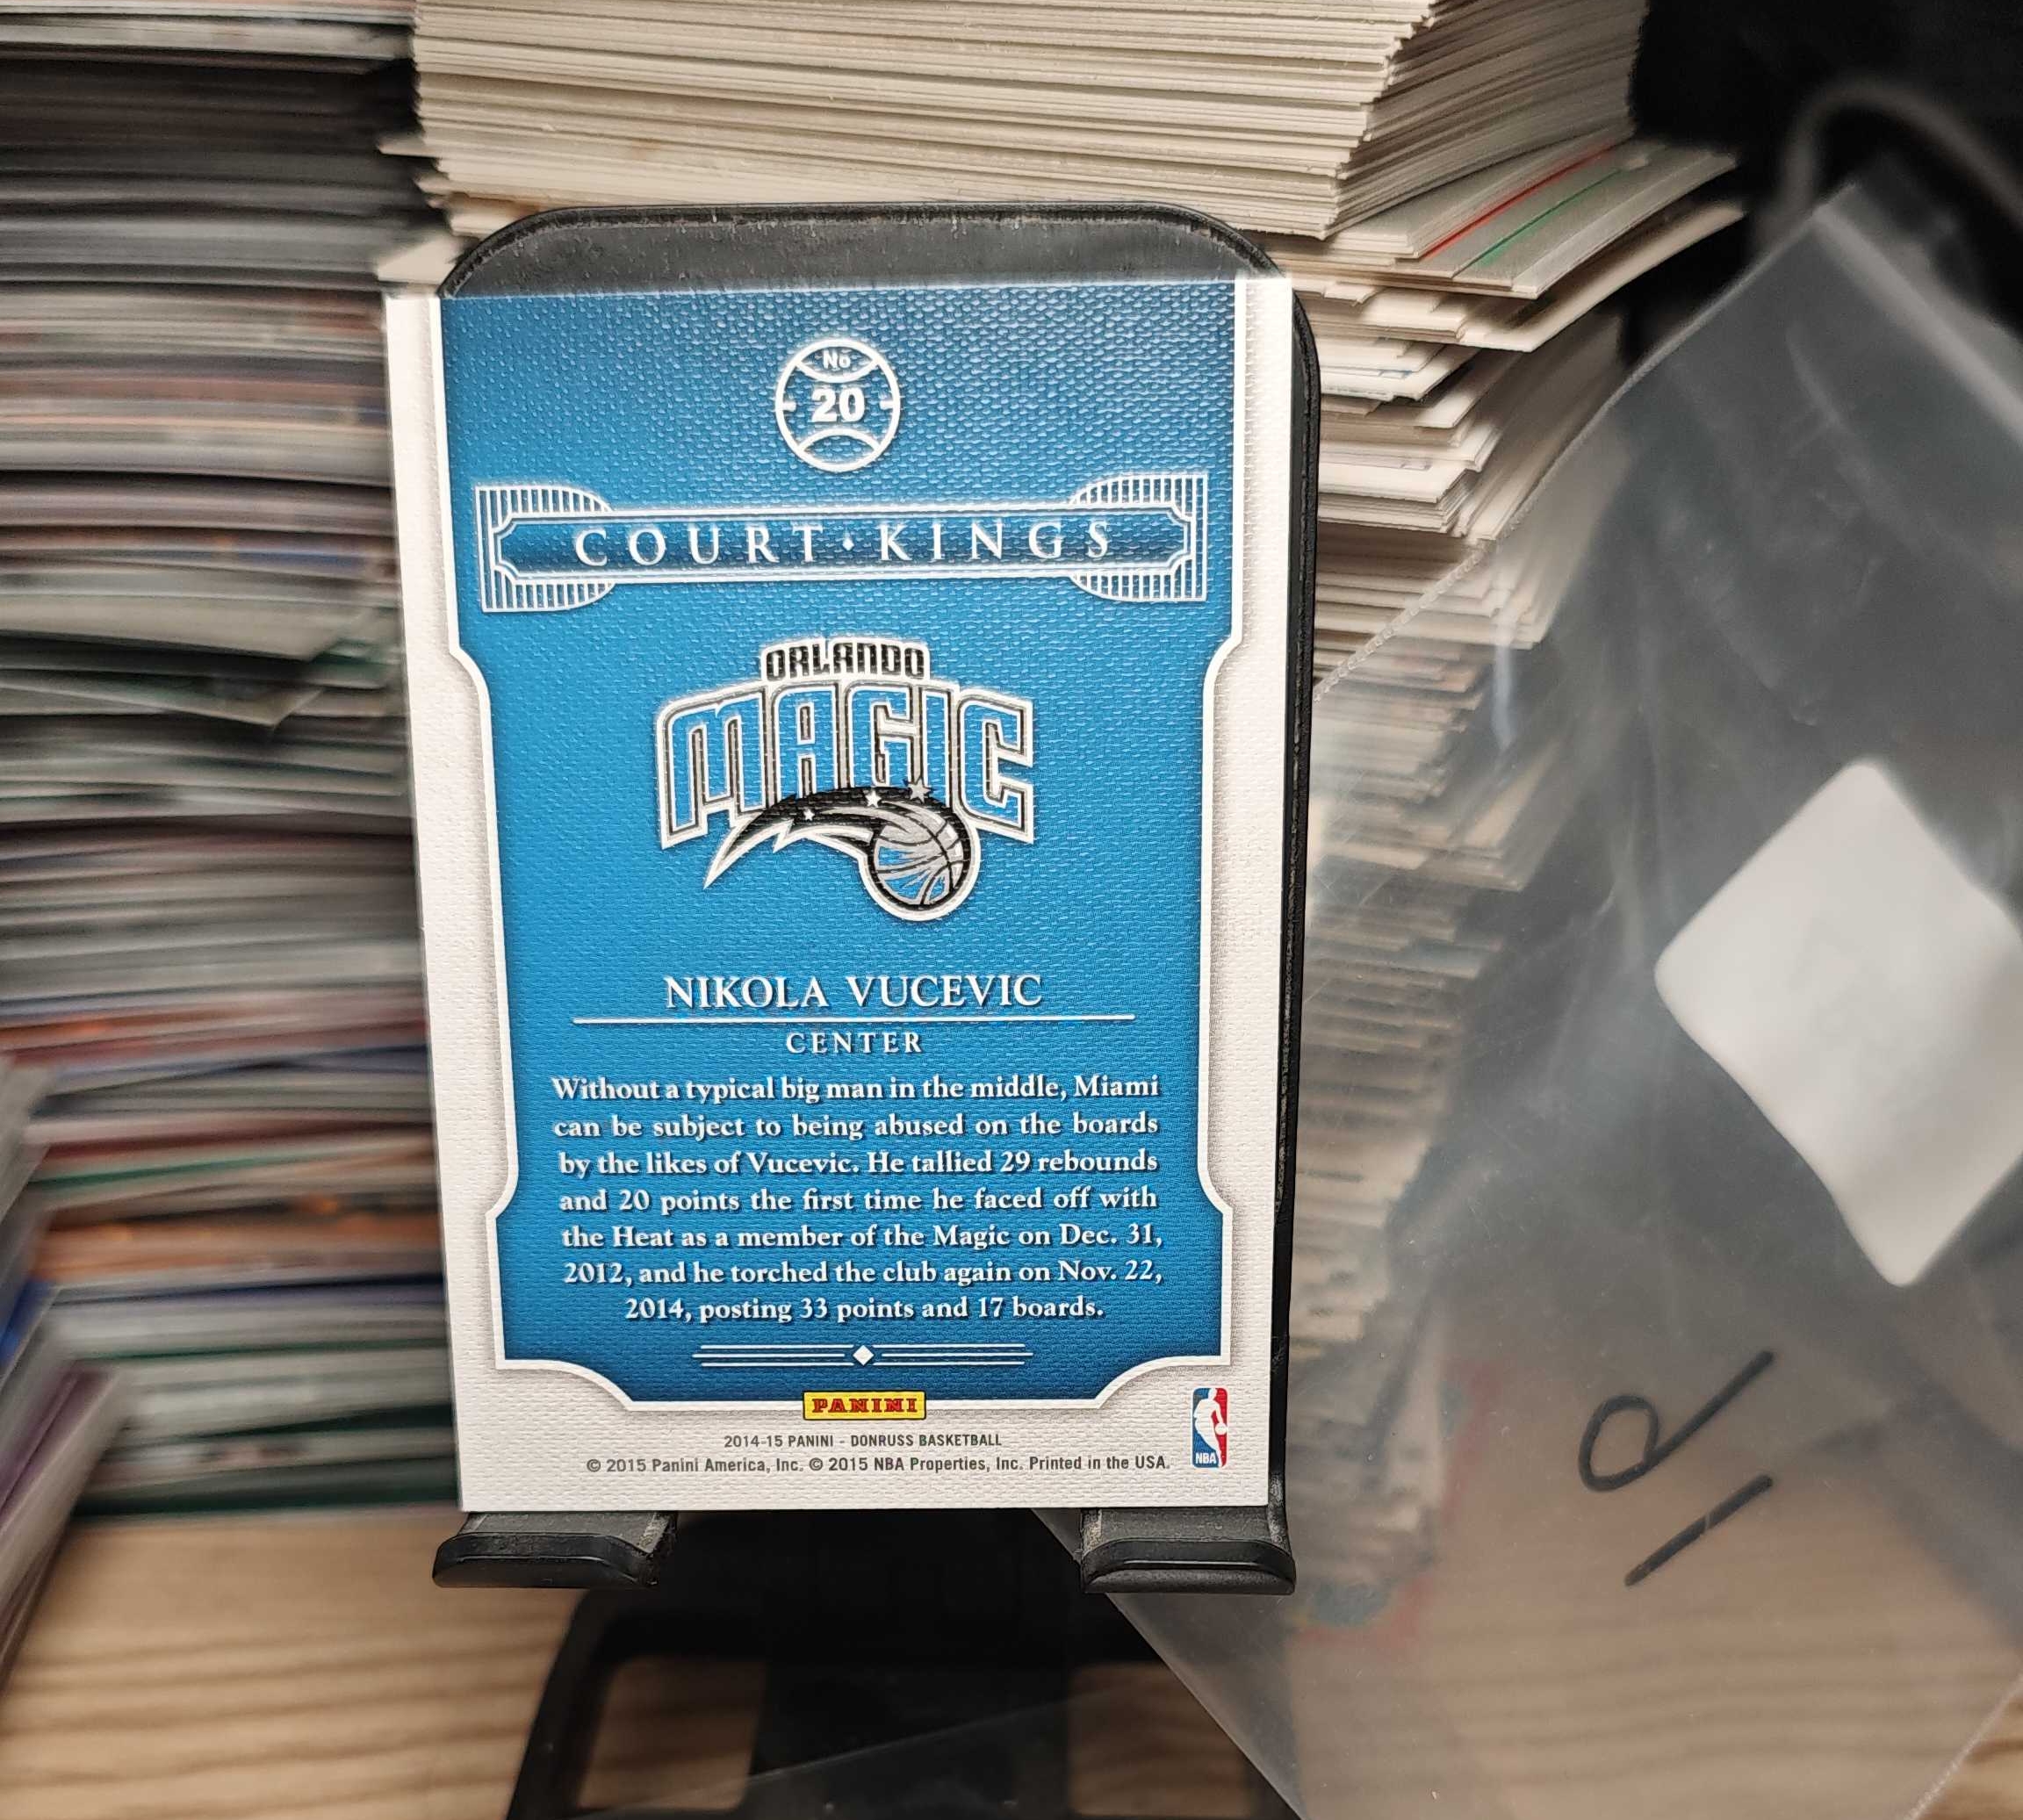 No
20
COURT · KINGS
ORLANDO
MAGIC
NIKOLA VUCEVIC
CENTER
Without a typical big man in the middle, Miami
can be subject to being abused on the boards
by the likes of Vucevic. He tallied 29 rebounds
and 20 points the first time he faced off with
the Heat as a member of the Magic on Dec. 31,
2012, and he torched the club again on Nov. 22,
2014, posting 33 points and 17 boards.
PANINI
2014-15 PANINI - DONRUSS BASKETBALL
© 2015 Panini America, Inc. © 2015 NBA Properties, Inc. Printed in the USA.
NBA